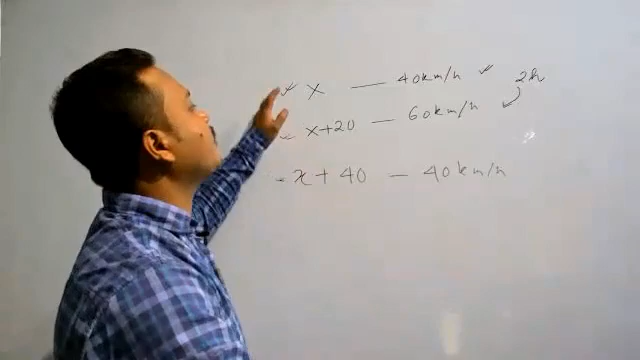 ✓ x — 40km/h ✓ 2h
✓ x+20 — 60km/h ✓
- x + 40 — 40km/h